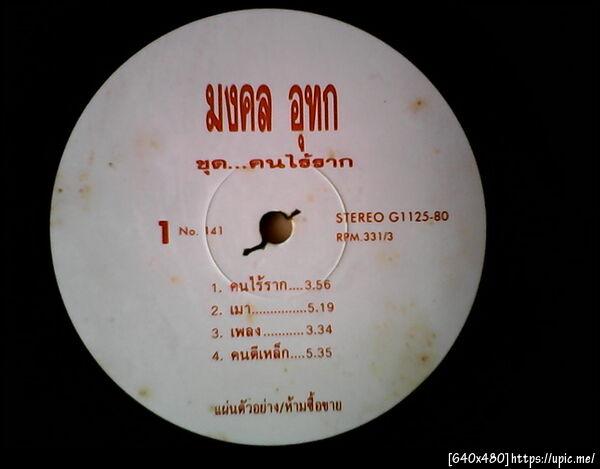 มงคล อุทก
ชุด...คนไร้ราก
1 No. 141
STEREO G1125-80
RPM.331/3
1. คนไร้ราก....3.56
2. เมา...............5.19
3. เพลง...........3.34
4. คนตีเหล็ก....5.35
แผ่นตัวอย่าง/ห้ามซื้อขาย
[640x480]https://upic.me/